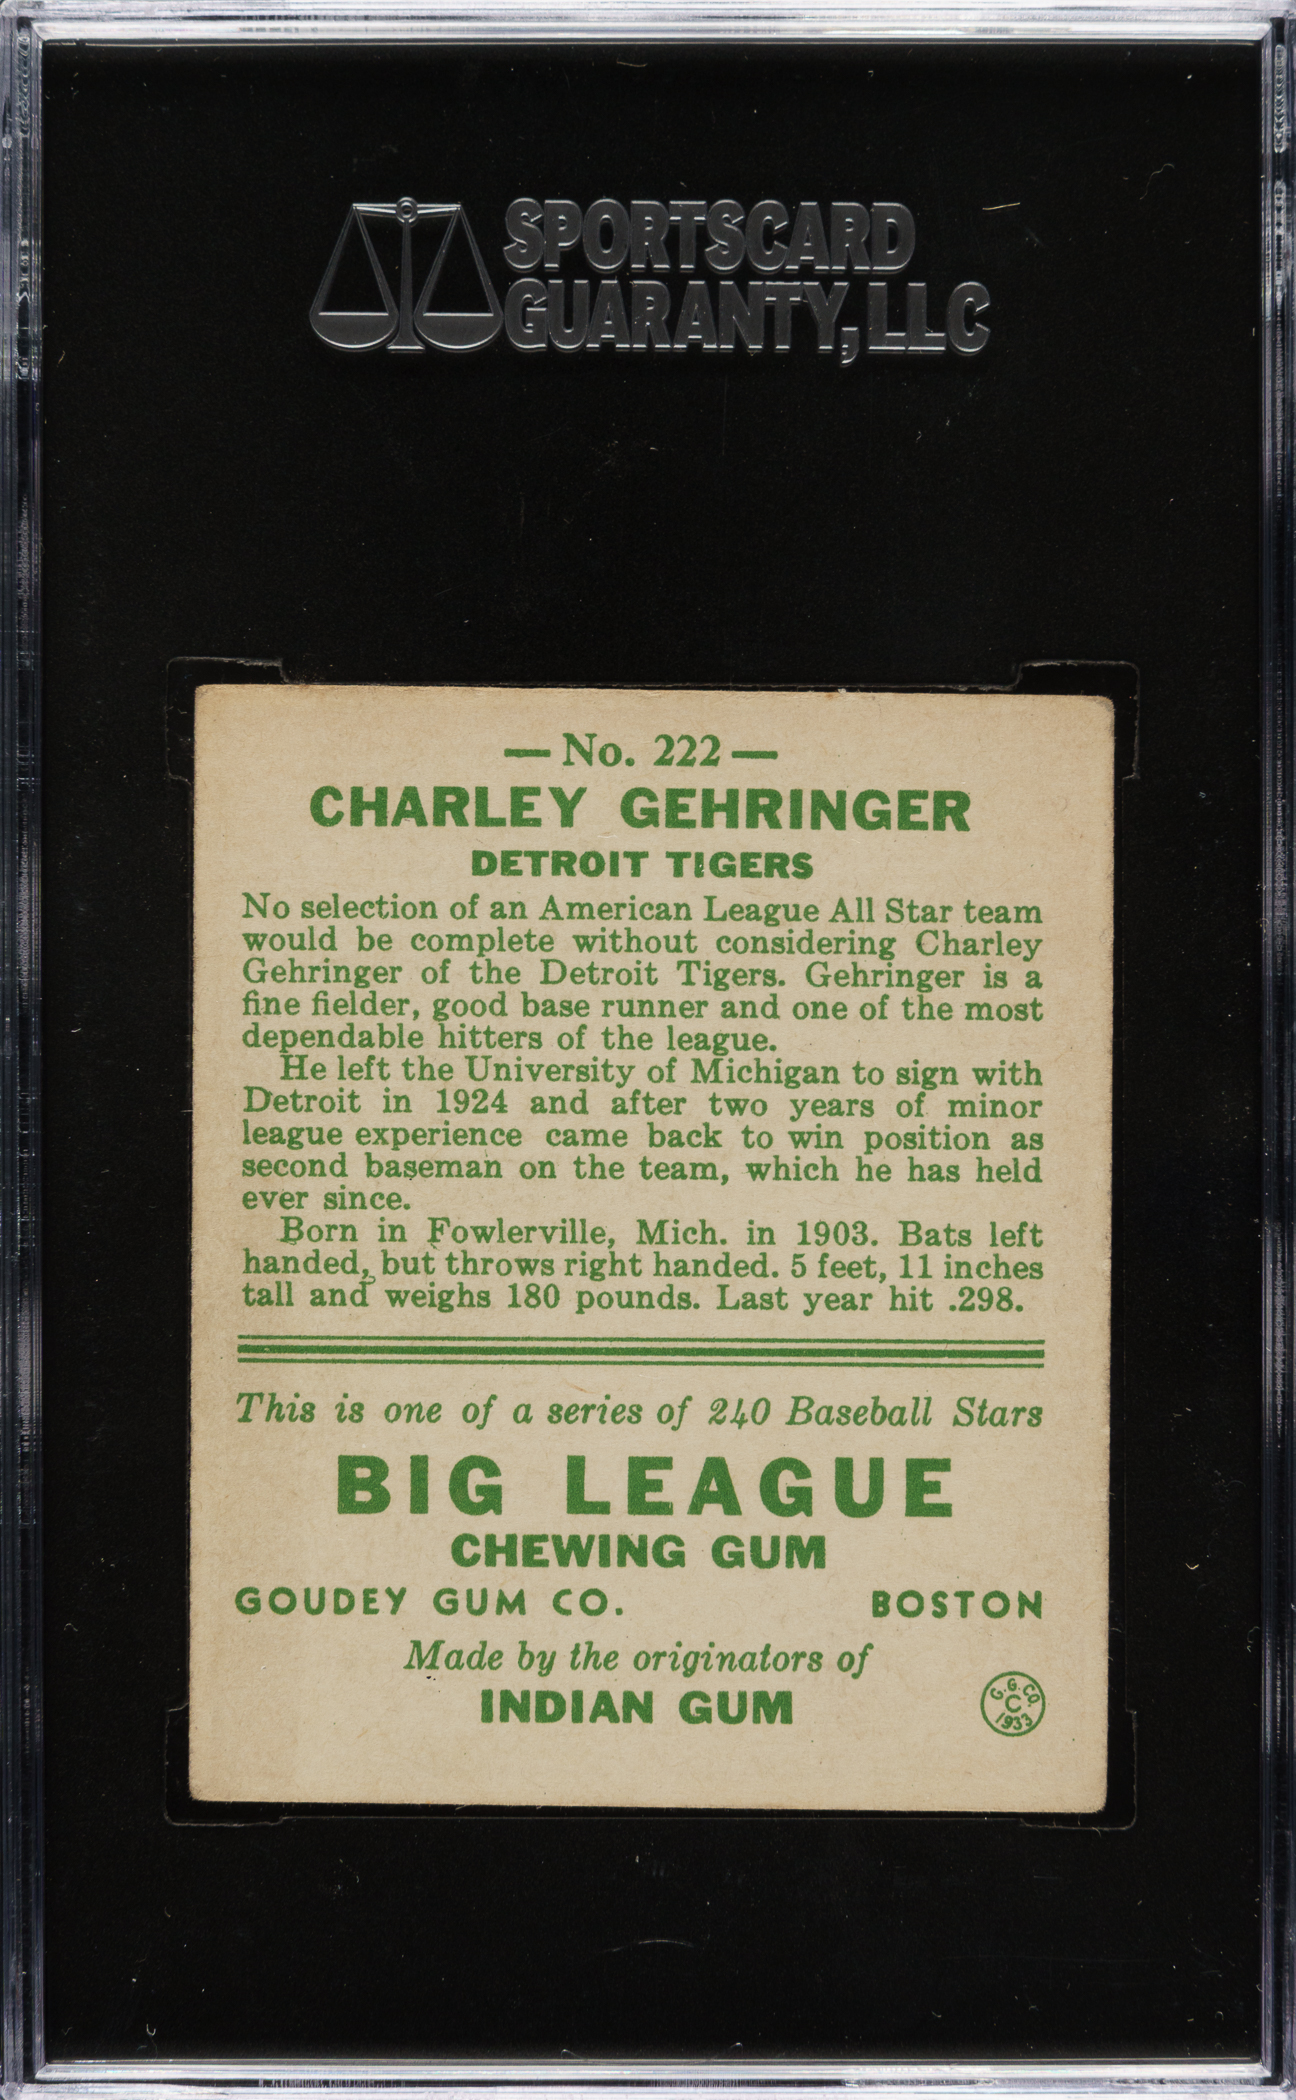 SPORTSCARD
GUARANTY, LLC
— No. 222 —
CHARLEY GEHRINGER
DETROIT TIGERS
No selection of an American League All Star team
would be complete without considering Charley
Gehringer of the Detroit Tigers. Gehringer is a
fine fielder, good base runner and one of the most
dependable hitters of the league.
He left the University of Michigan to sign with
Detroit in 1924 and after two years of minor
league experience came back to win position as
second baseman on the team, which he has held
ever since.
Born in Fowlerville, Mich. in 1903. Bats left
handed, but throws right handed. 5 feet, 11 inches
tall and weighs 180 pounds. Last year hit .298.
This is one of a series of 240 Baseball Stars
BIG LEAGUE
CHEWING GUM
GOUDEY GUM CO. BOSTON
Made by the originators of
INDIAN GUM
G. G. CO.
C
1933